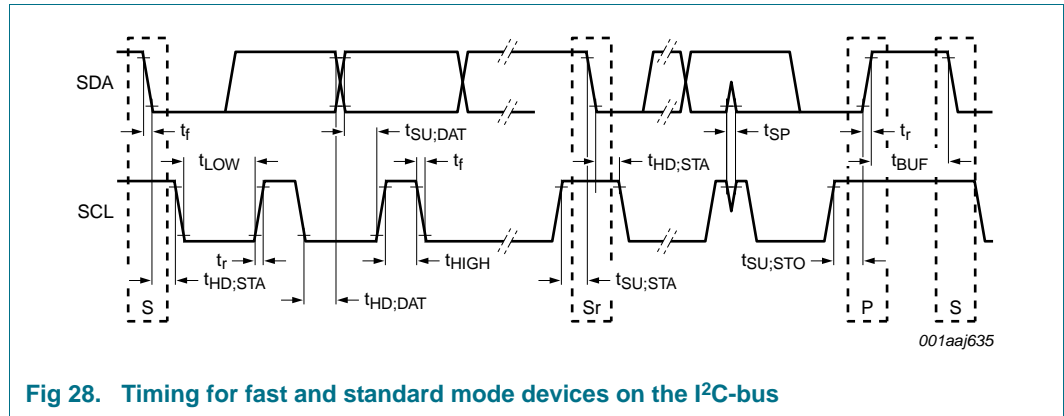 SDA
t_f
t_SU;DAT
t_SP
t_r
t_LOW
t_f
t_HD;STA
t_BUF
SCL
t_r
t_HD;STA
t_HIGH
t_SU;STA
t_SU;STO
t_HD;DAT
S
Sr
P
S
001aaj635
Fig 28. Timing for fast and standard mode devices on the I²C-bus